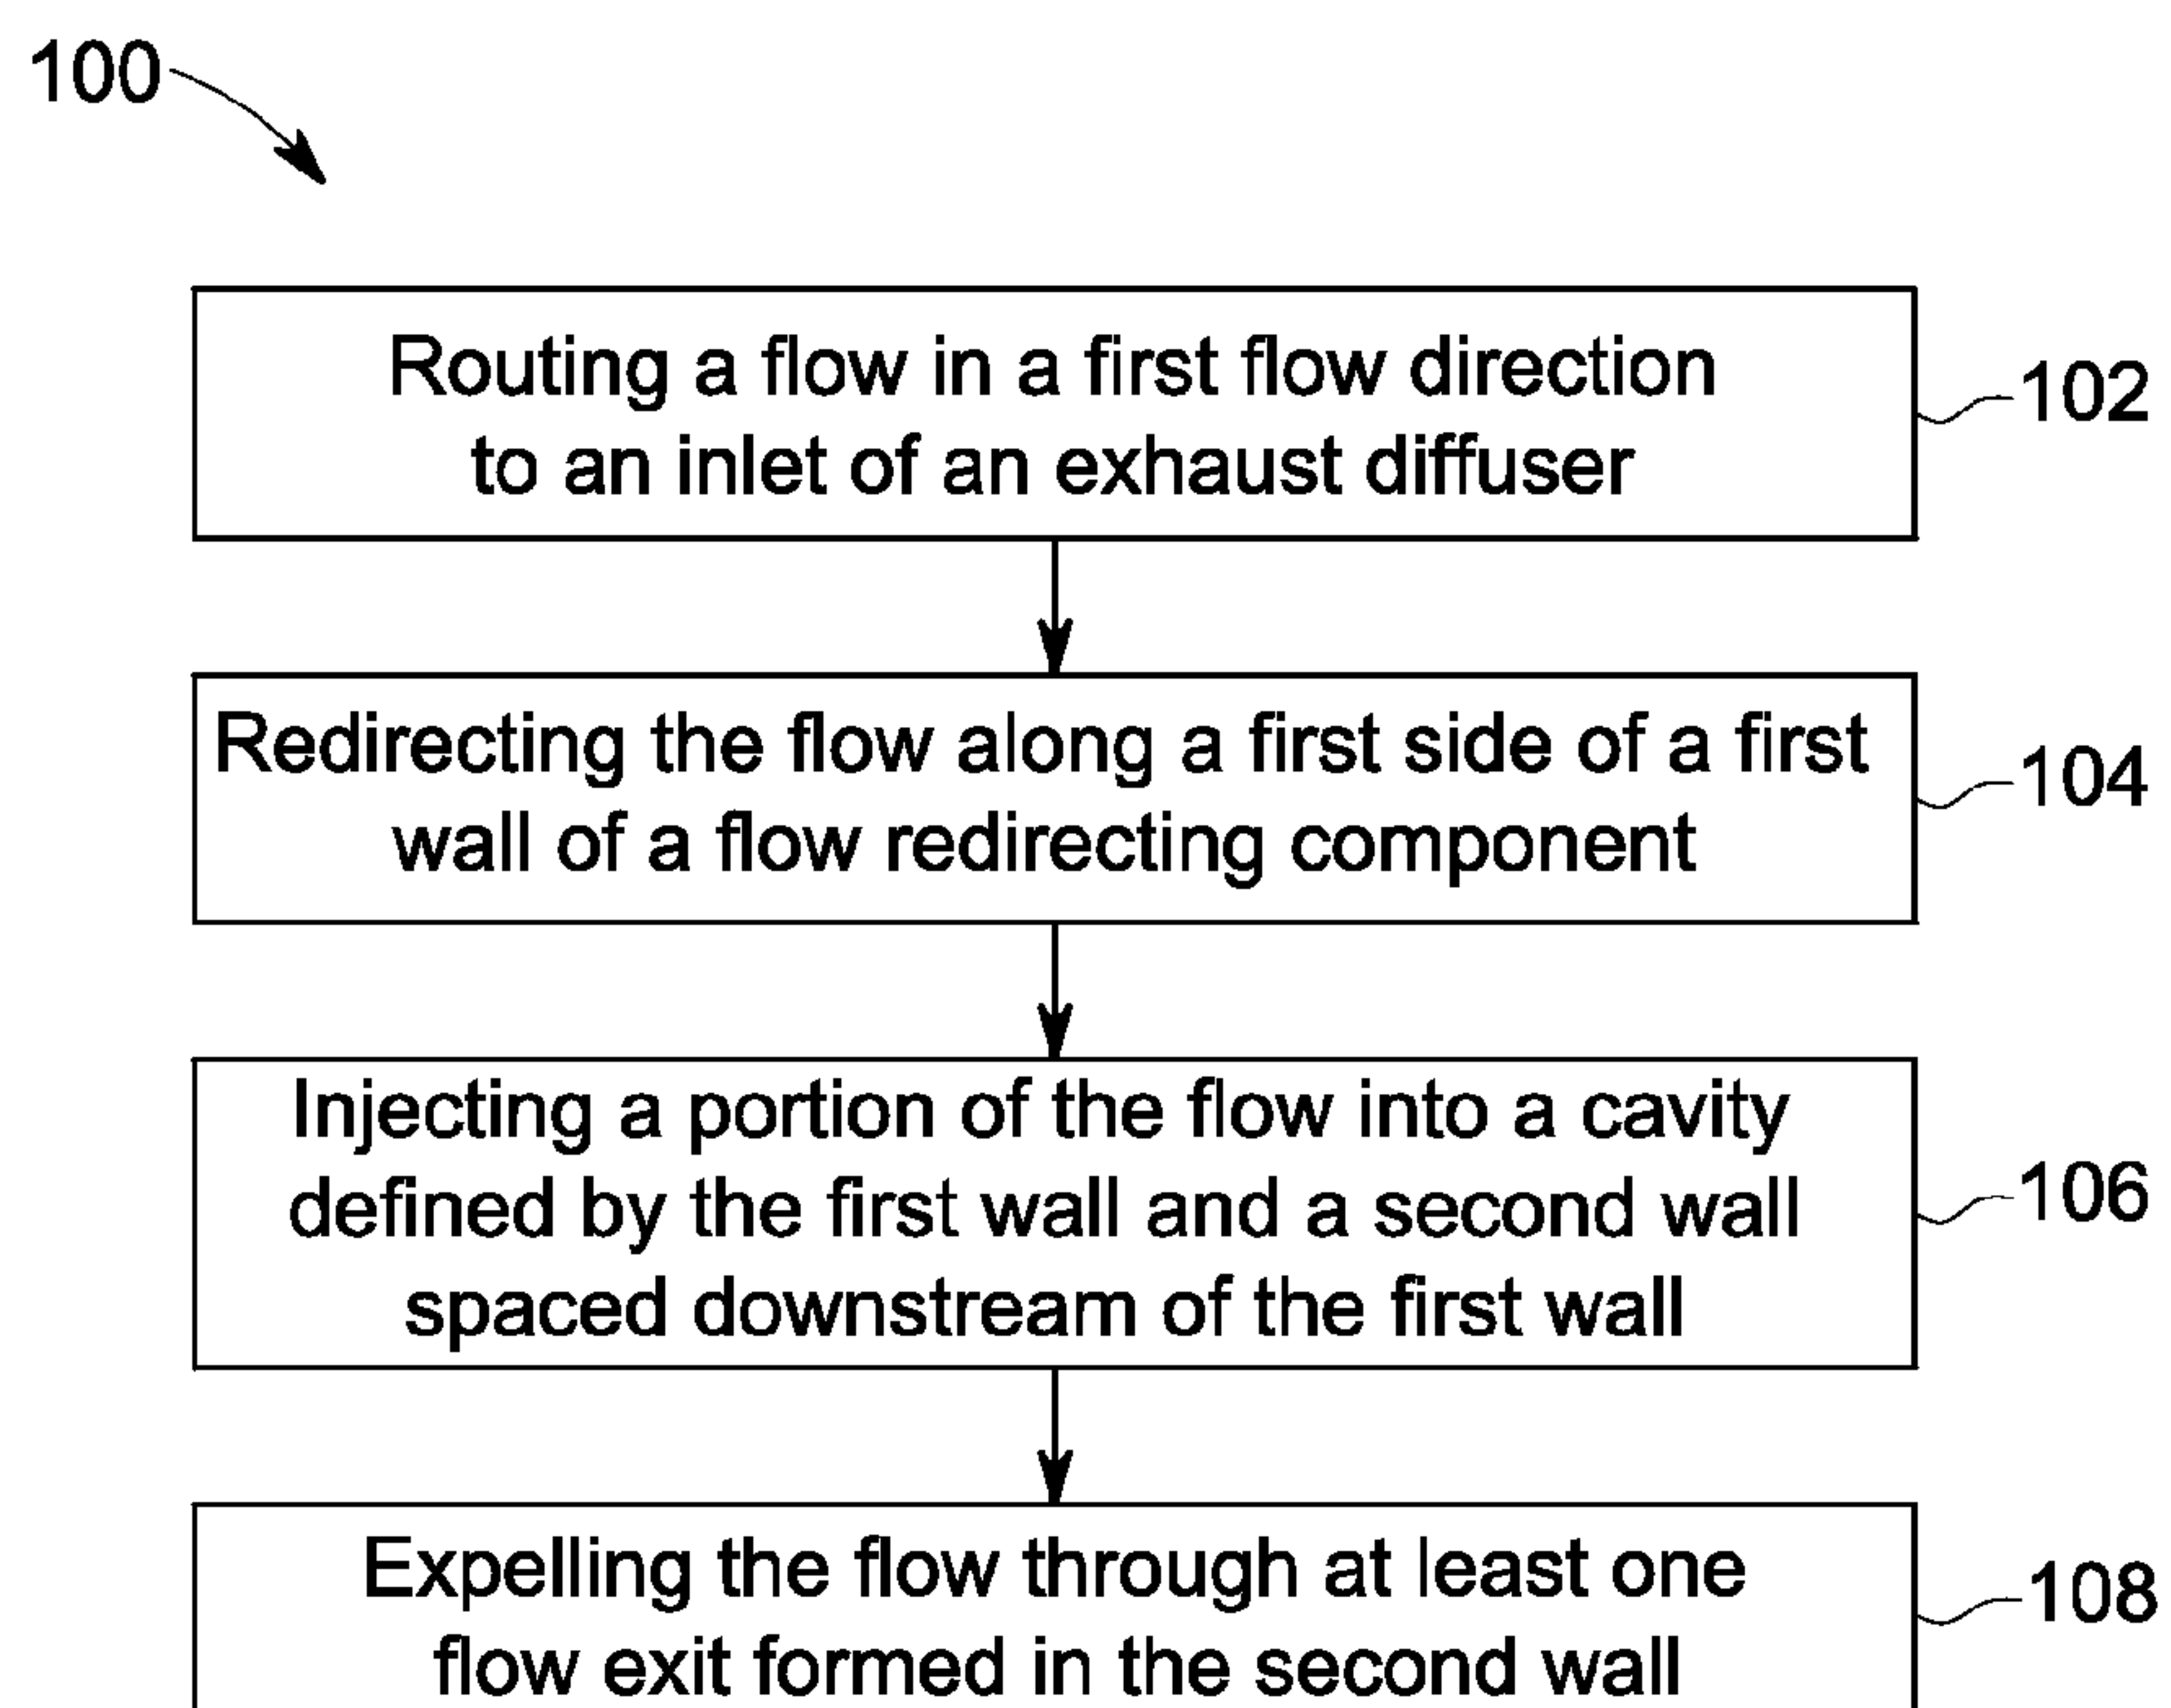 100
Routing a flow in a first flow direction
to an inlet of an exhaust diffuser
102
Redirecting the flow along a first side of a first
wall of a flow redirecting component
104
Injecting a portion of the flow into a cavity
defined by the first wall and a second wall
spaced downstream of the first wall
106
Expelling the flow through at least one
flow exit formed in the second wall
108